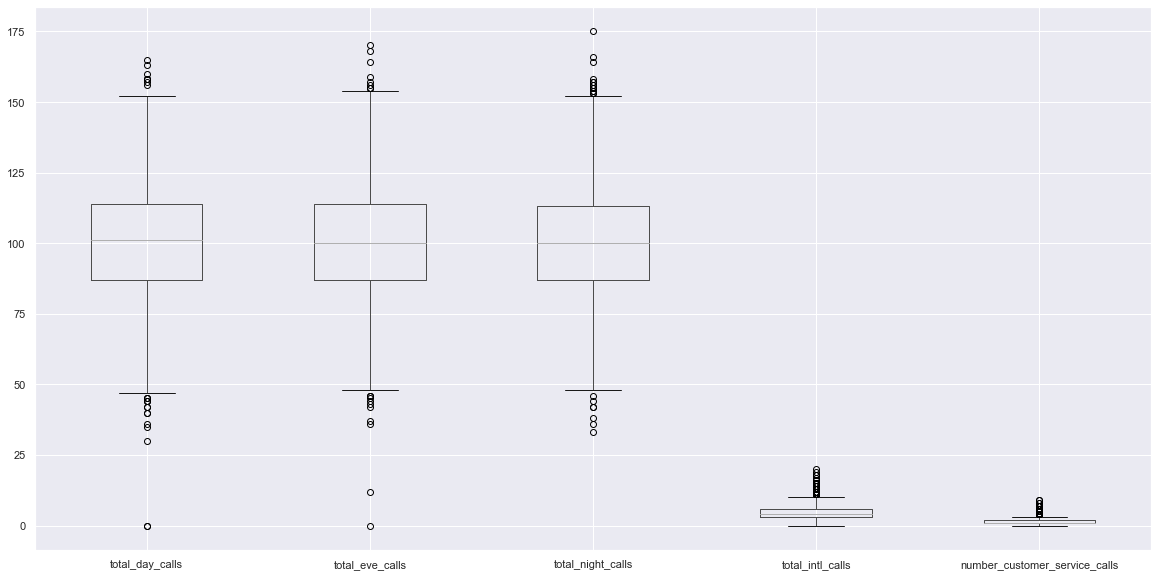 175
150
125
100
75
50
25
0
total_day_calls
total_eve_calls
total_night_calls
total_intl_calls
number_customer_service_calls